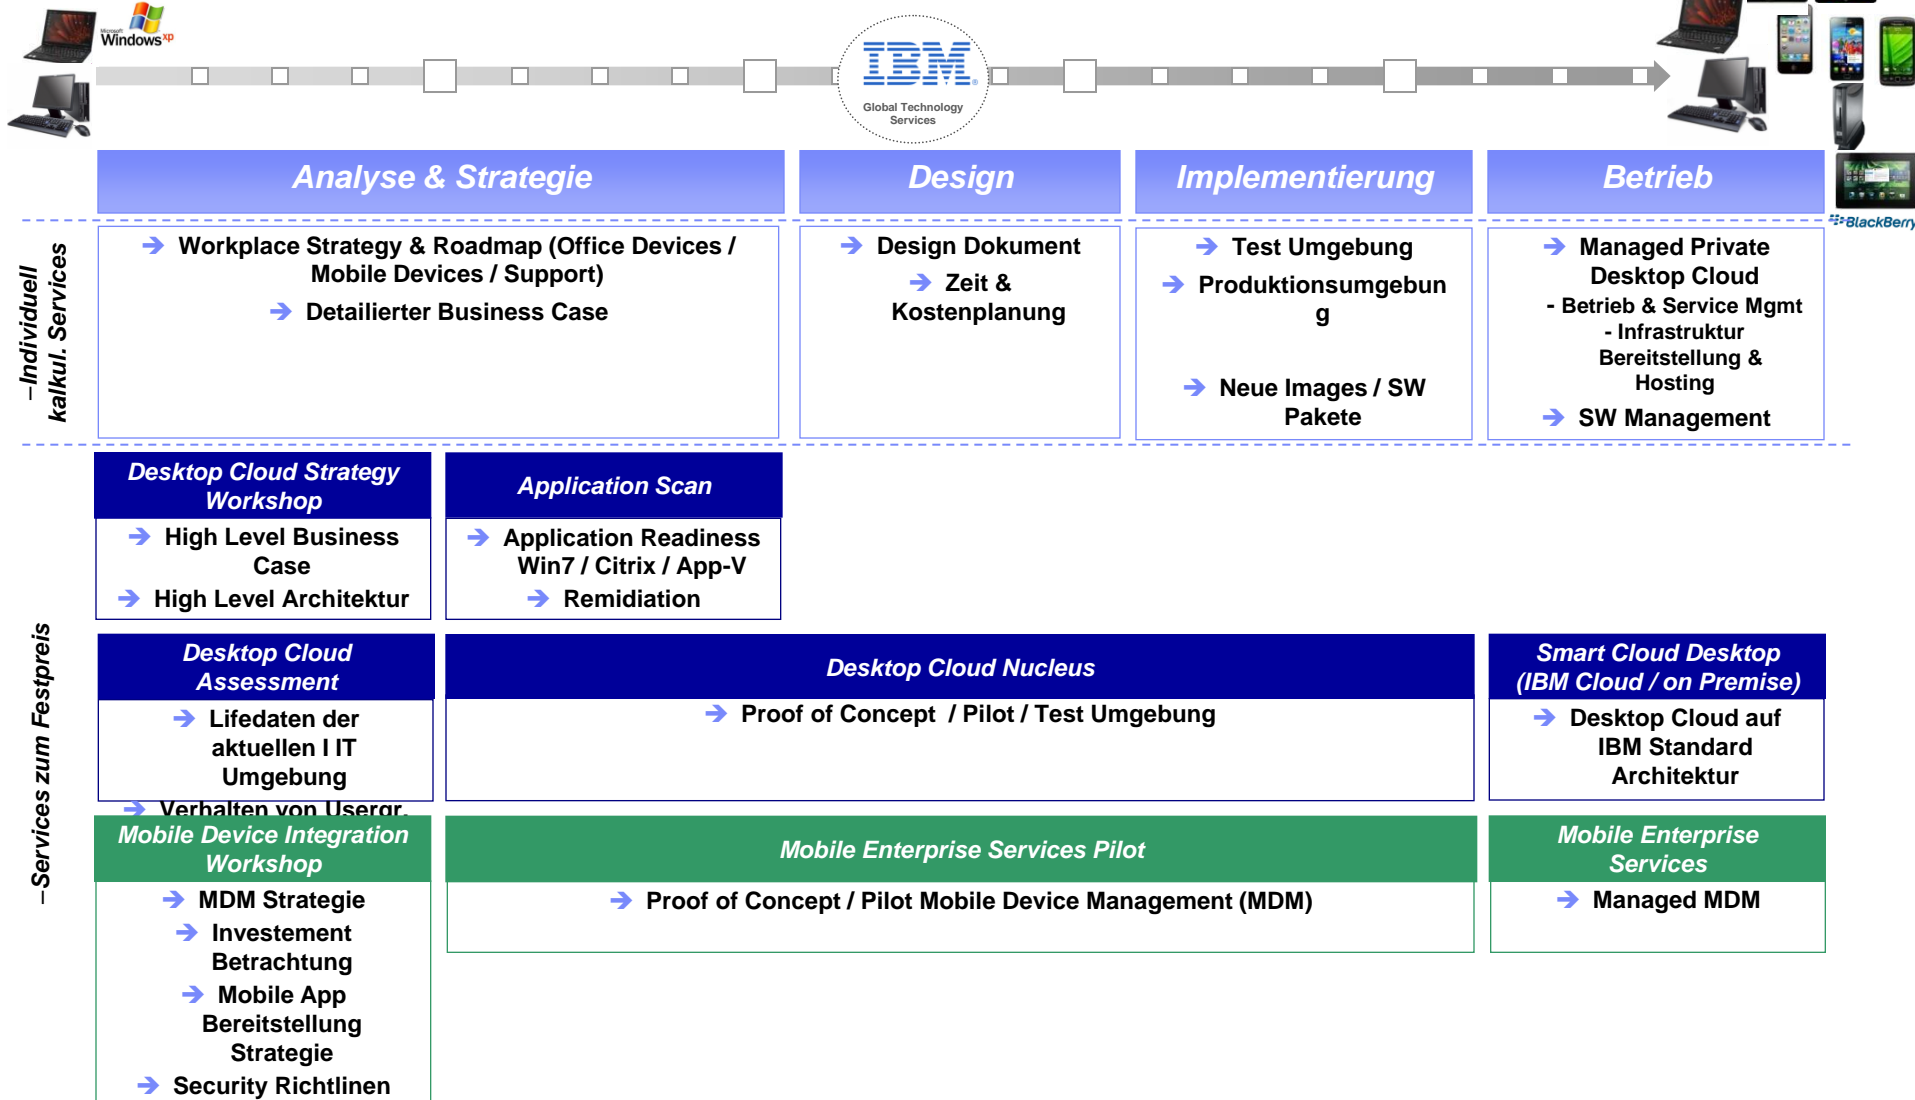 Microsoft
Windows xp
IBM
Global Technology
Services
BlackBerry
Analyse & Strategie
Design
Implementierung
Betrieb
–Individuell
kalkul. Services
➔ Workplace Strategy & Roadmap (Office Devices /
Mobile Devices / Support)
➔ Detailierter Business Case
➔ Design Dokument
➔ Zeit &
Kostenplanung
➔ Test Umgebung
➔ Produktionsumgebun
g
➔ Neue Images / SW
Pakete
➔ Managed Private
Desktop Cloud
- Betrieb & Service Mgmt
- Infrastruktur
Bereitstellung &
Hosting
➔ SW Management
–Services zum Festpreis
Desktop Cloud Strategy
Workshop
➔ High Level Business
Case
➔ High Level Architektur
Application Scan
➔ Application Readiness
Win7 / Citrix / App-V
➔ Remidiation
Desktop Cloud
Assessment
➔ Lifedaten der
aktuellen I IT
Umgebung
➔ Verhalten von Usergr.
Desktop Cloud Nucleus
➔ Proof of Concept / Pilot / Test Umgebung
Smart Cloud Desktop
(IBM Cloud / on Premise)
➔ Desktop Cloud auf
IBM Standard
Architektur
Mobile Device Integration
Workshop
➔ MDM Strategie
➔ Investement
Betrachtung
➔ Mobile App
Bereitstellung
Strategie
➔ Security Richtlinen
Mobile Enterprise Services Pilot
➔ Proof of Concept / Pilot Mobile Device Management (MDM)
Mobile Enterprise
Services
➔ Managed MDM